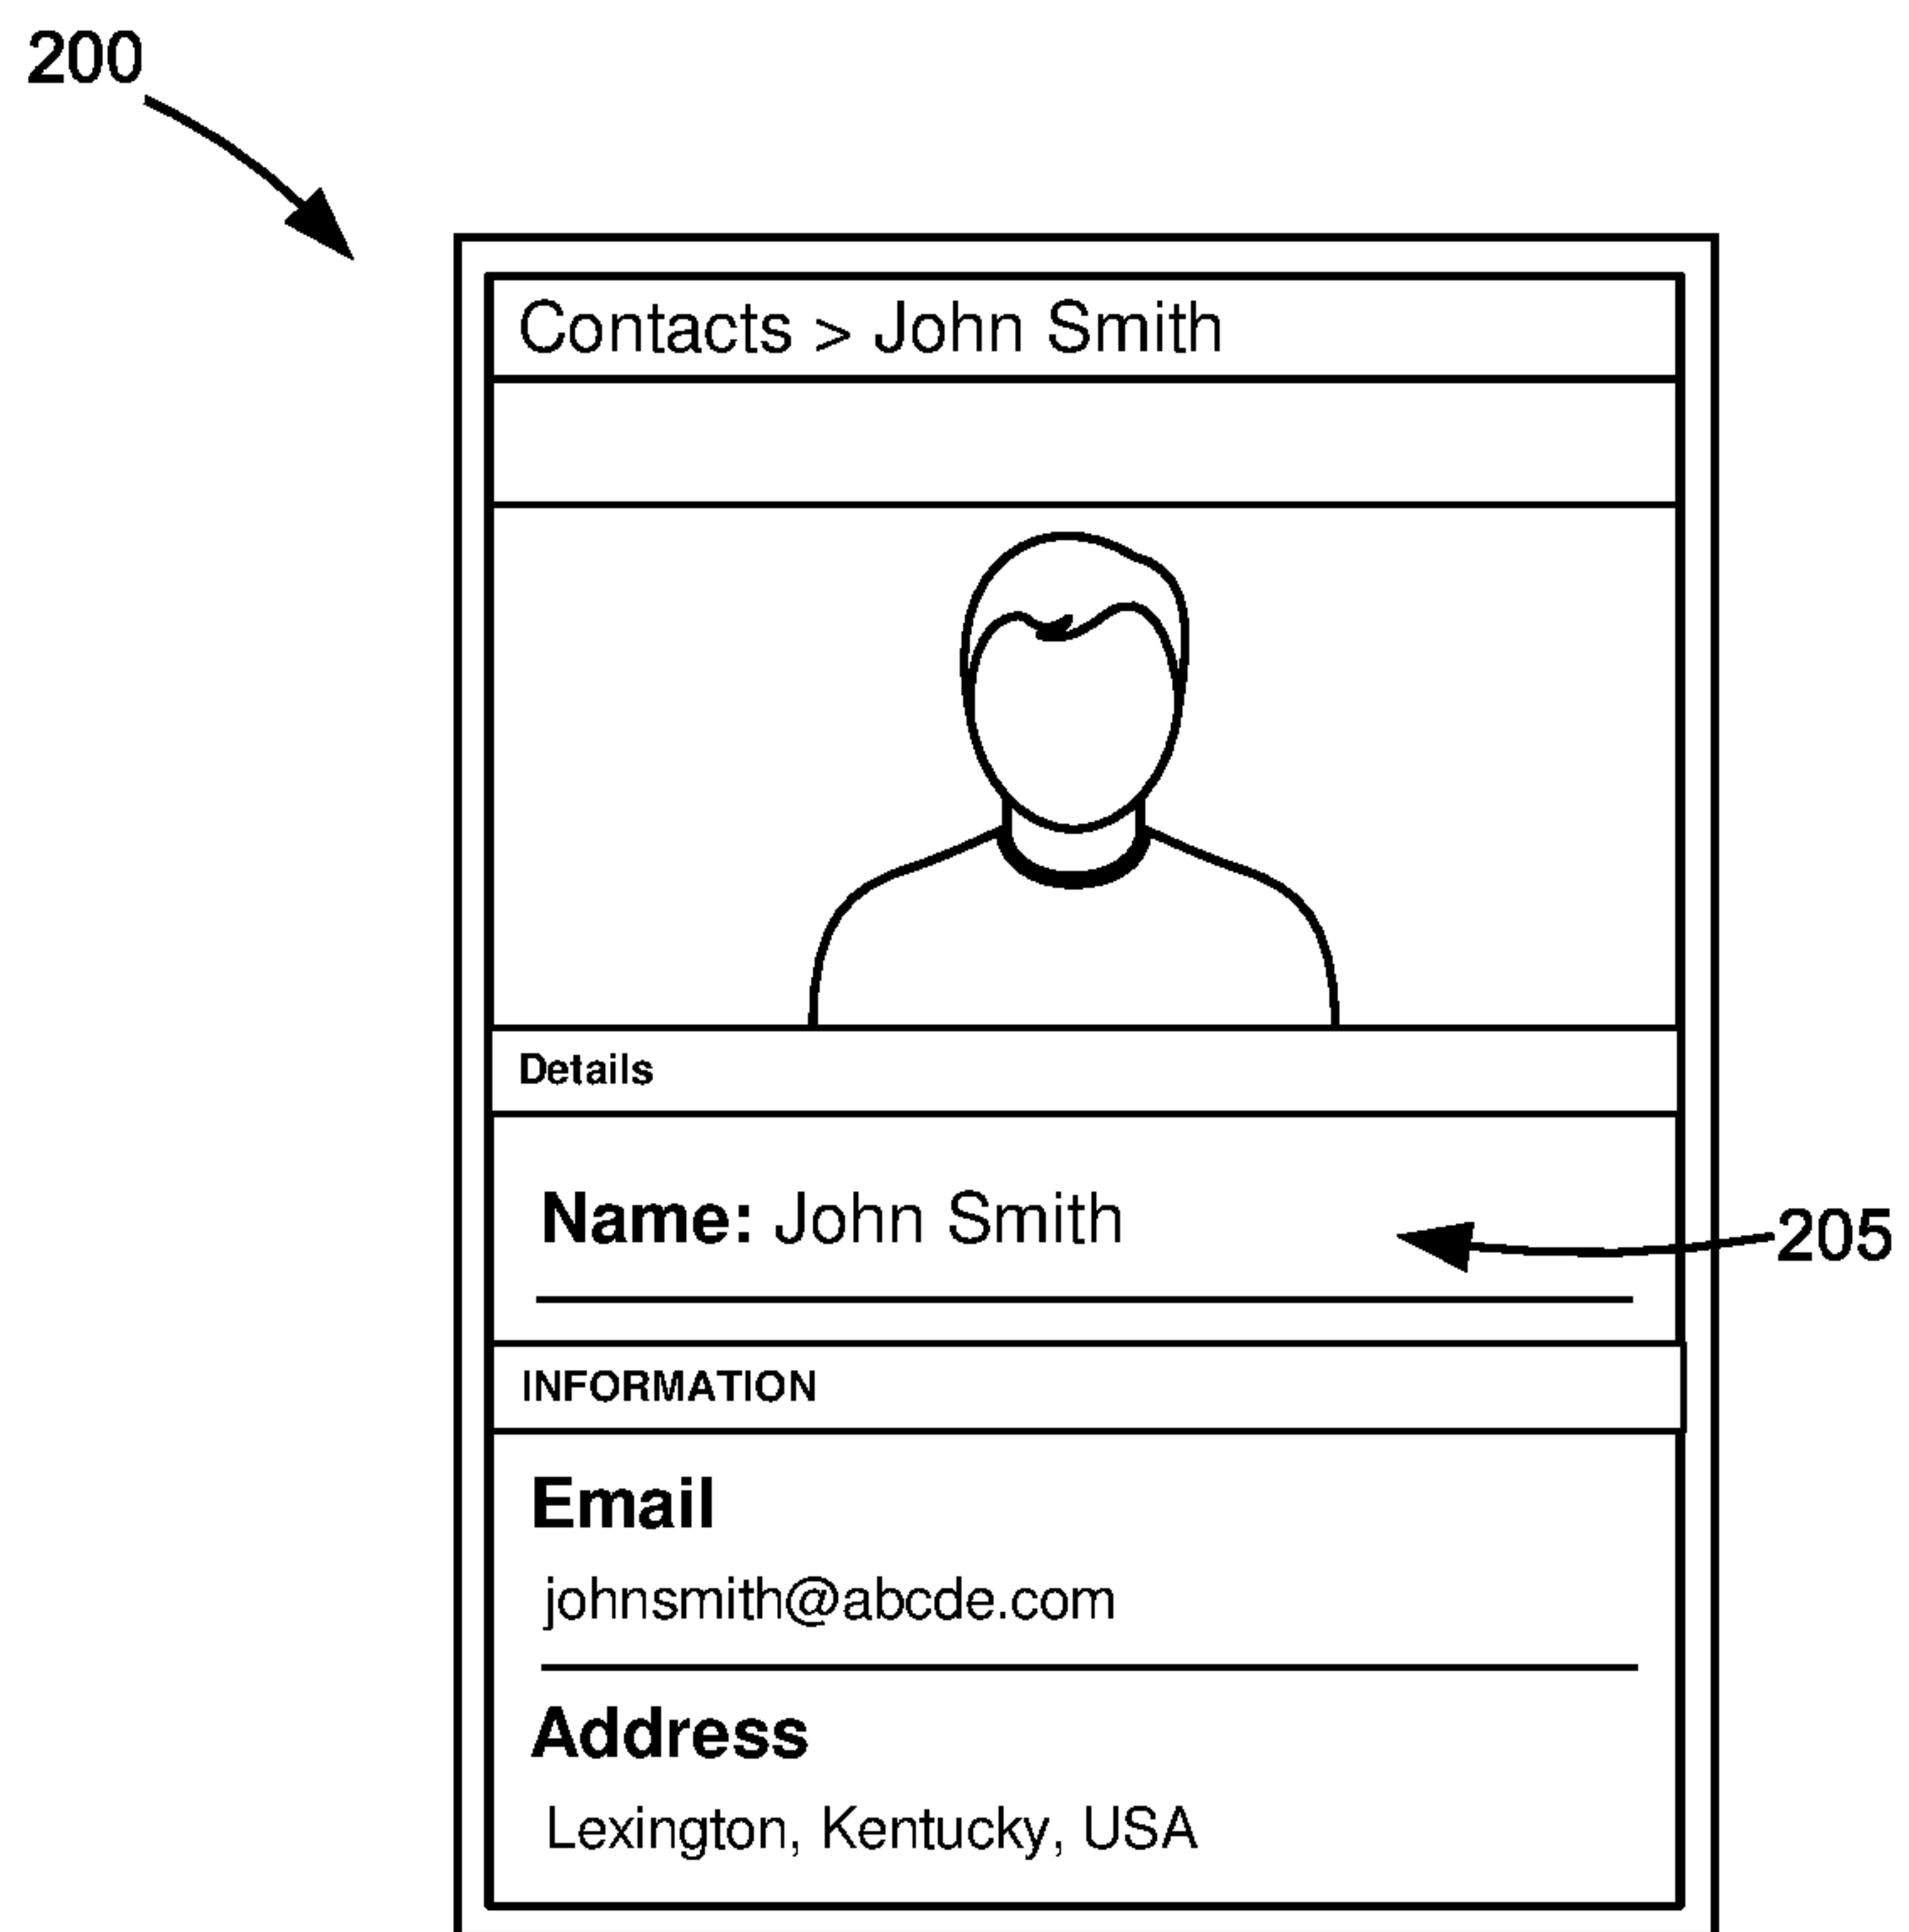 200
Contacts > John Smith
Details
Name: John Smith
205
INFORMATION
Email
johnsmith@abcde.com
Address
Lexington, Kentucky, USA